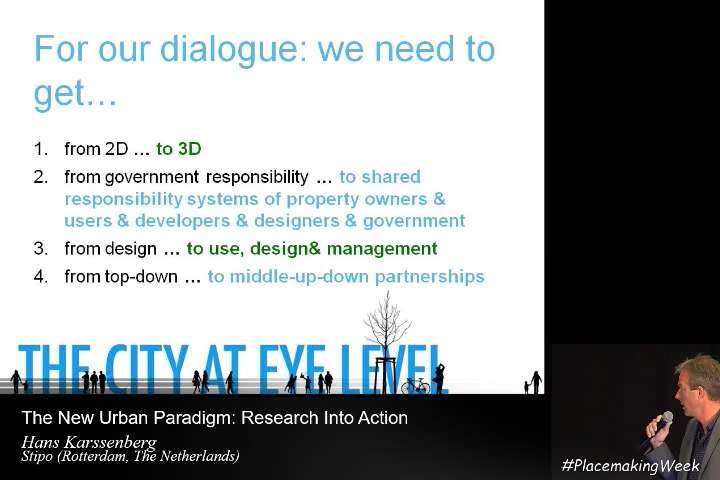 For our dialogue: we need to
get…
1. from 2D … to 3D
2. from government responsibility … to shared
responsibility systems of property owners &
users & developers & designers & government
3. from design … to use, design& management
4. from top-down … to middle-up-down partnerships
THE CITY AT EYE LEVEL
The New Urban Paradigm: Research Into Action
Hans Karssenberg
Stipo (Rotterdam, The Netherlands)
#PlacemakingWeek